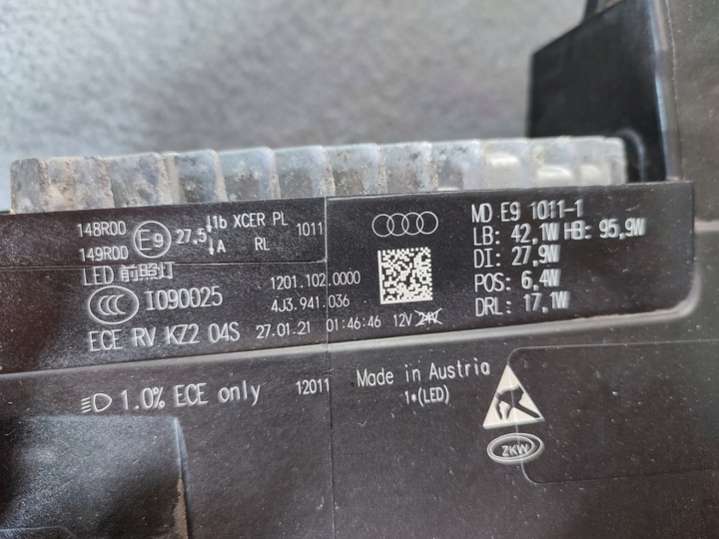 148R00
149R00
E9
27,5
1b XCER PL
A RL
1011
LED 前照灯
CCC
I090025
1201.102.0000
4J3.941.036
ECE RV KZ2 04S 27.01.21 01:46:46 12V 24V
MD E9 1011-1
LB: 42,1W HB: 95,9W
DI: 27,9W
POS: 6,4W
DRL: 17,1W
1.0% ECE only
12011
Made in Austria
1*(LED)
ZKW